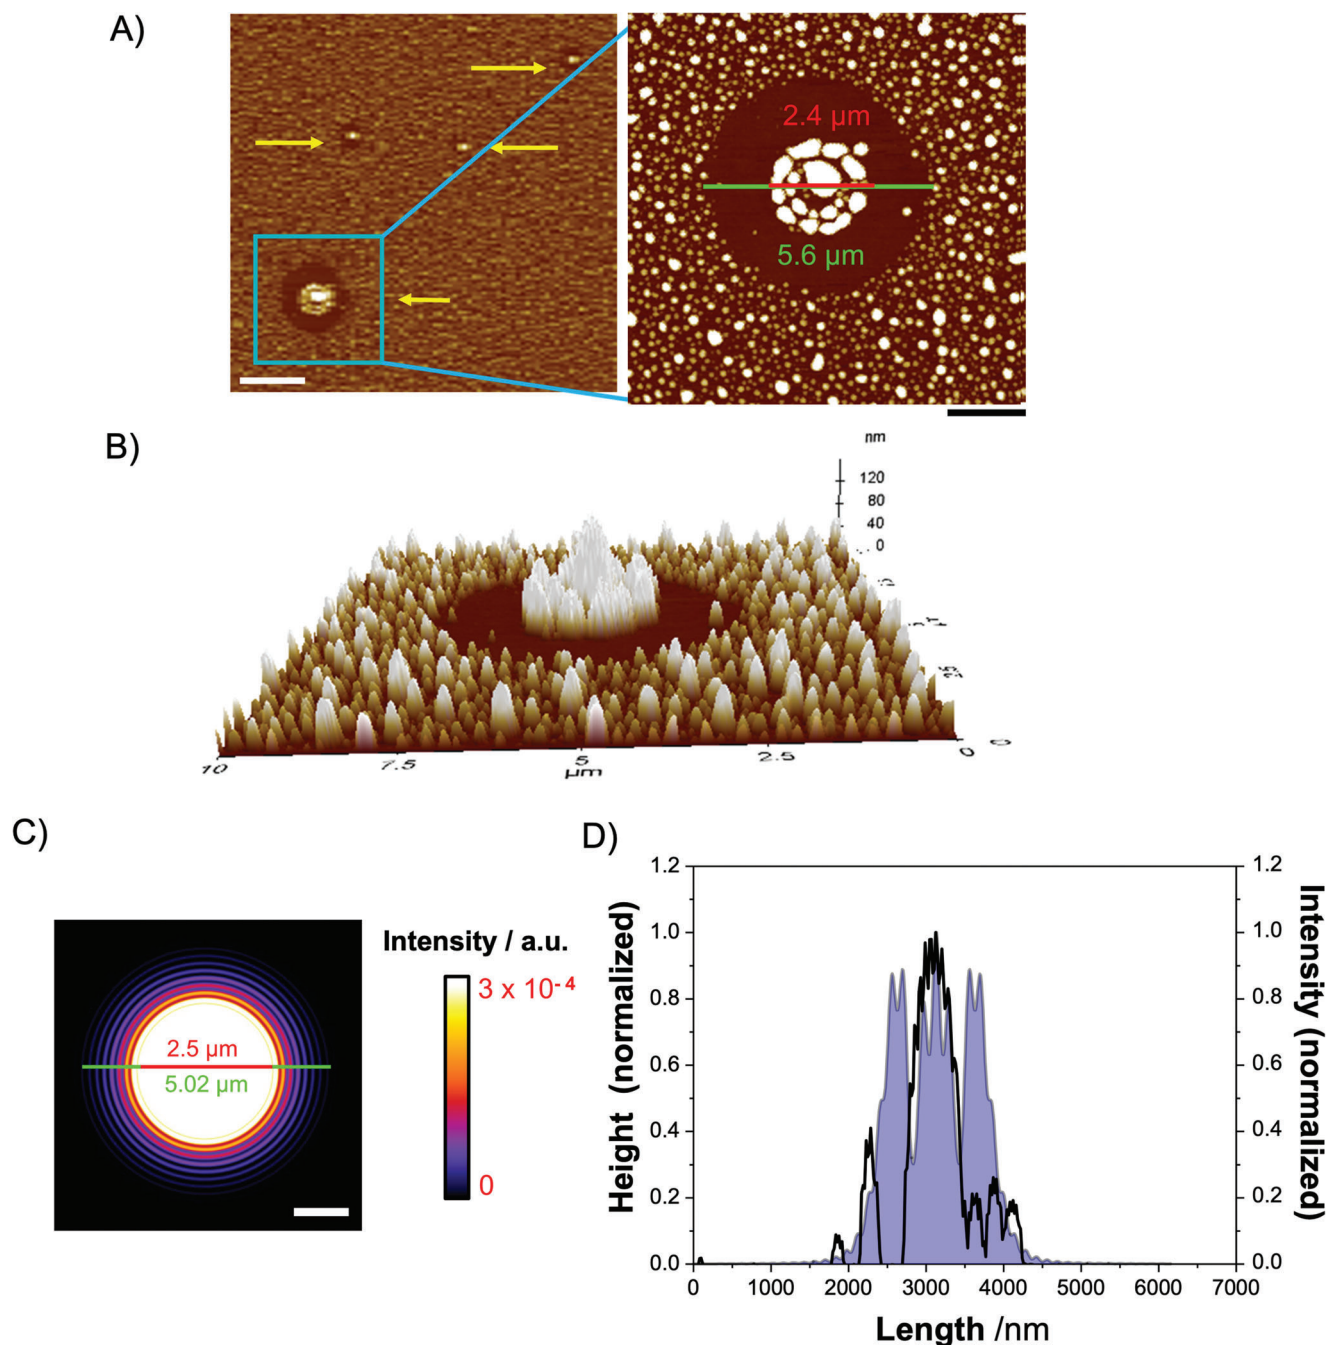 A)
2.4 µm
5.6 µm
B)
nm
120
80
40
0
2.5
0
0
10
7.5
5
2.5
µm
C)
Intensity / a.u.
3 x 10⁻⁴
0
2.5 µm
5.02 µm
D)
1.2
1.0
0.8
0.6
0.4
0.2
0.0
Height (normalized)
1.2
1.0
0.8
0.6
0.4
0.2
0.0
Intensity (normalized)
0 1000 2000 3000 4000 5000 6000 7000
Length /nm